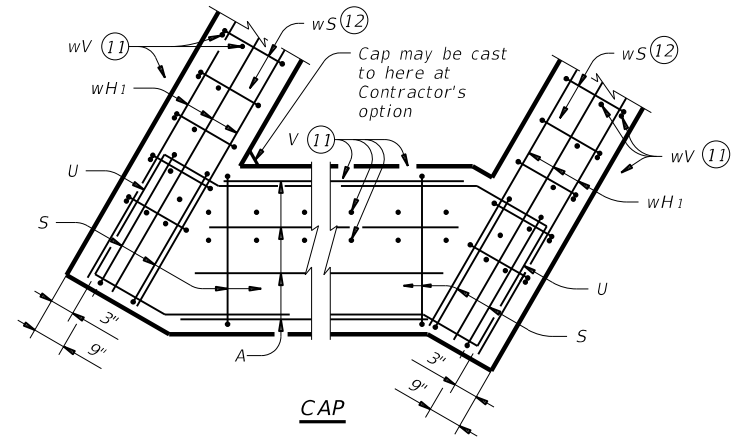 wS 12
wV 11
wH1
Cap may be cast
to here at
Contractor's
option
V 11
wS 12
wV 11
wH1
U
S
U
S
A
3"
9"
3"
9"
CAP